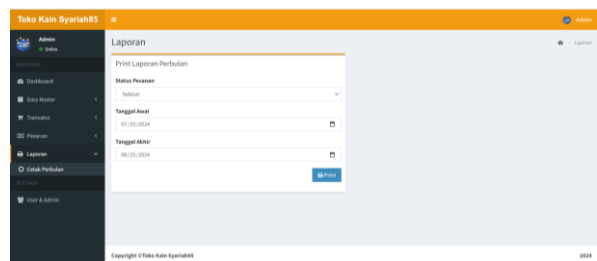 Toko Kain Syariah85
Admin
Admin
Online
MAIN MENU
Dashboard
Data Master
Transaksi
Pesanan
Laporan
Cetak Perbulan
SETTINGS
User & Admin
Laporan
Laporan
Print Laporan Perbulan
Status Pesanan
Selesai
Tanggal Awal
07/25/2024
Tanggal Akhir
08/25/2024
Print
Copyright ©Toko Kain Syariah85
2024